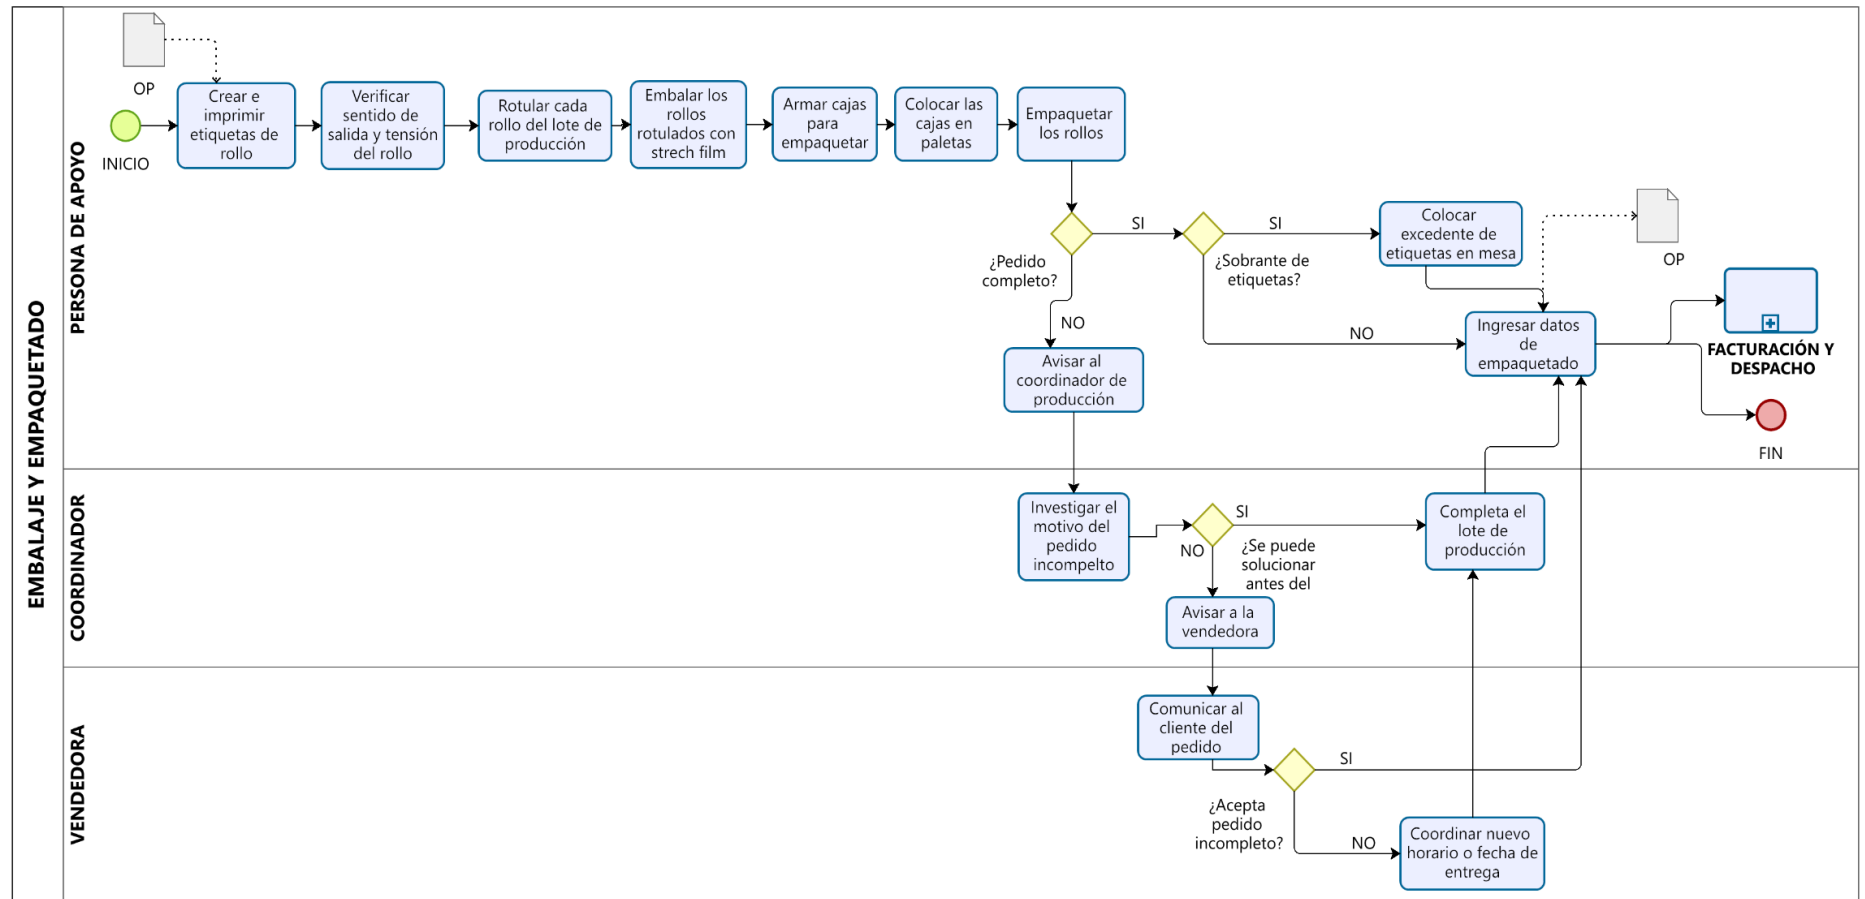 EMBALAJE Y EMPAQUETADO
PERSONA DE APOYO
OP
INICIO
Crear e
imprimir
etiquetas de
rollo
Verificar
sentido de
salida y tensión
del rollo
Rotular cada
rollo del lote de
producción
Embalar los
rollos
rotulados con
strech film
Armar cajas
para
empaquetar
Colocar las
cajas en
paletas
Empaquetar
los rollos
¿Pedido
completo?
SI
NO
¿Sobrante de
etiquetas?
SI
NO
Colocar
excedente de
etiquetas en mesa
OP
Ingresar datos
de
empaquetado
FACTURACIÓN Y
DESPACHO
FIN
Avisar al
coordinador de
producción
COORDINADOR
Investigar el
motivo del
pedido
incompelto
SI
NO
¿Se puede
solucionar
antes del
Completa el
lote de
producción
Avisar a la
vendedora
VENDEDORA
Comunicar al
cliente del
pedido
¿Acepta
pedido
incompleto?
SI
NO
Coordinar nuevo
horario o fecha de
entrega